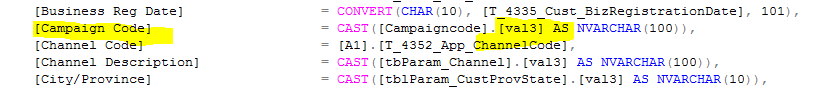 [Business Reg Date] = CONVERT(CHAR(10), [T_4335_Cust_BizRegistrationDate], 101),
[Campaign Code] = CAST([Campaigncode].[val3] AS NVARCHAR(100)),
[Channel Code] = [A1].[T_4352_App_ChannelCode],
[Channel Description] = CAST([tbParam_Channel].[val3] AS NVARCHAR(100)),
[City/Province] = CAST([tblParam_CustProvState].[val3] AS NVARCHAR(10)),